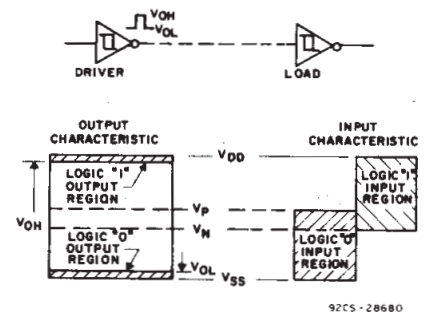 VOH
VOL
DRIVER
LOAD
OUTPUT
CHARACTERISTIC
INPUT
CHARACTERISTIC
VDD
LOGIC "1"
OUTPUT
REGION
LOGIC "1"
INPUT
REGION
VOH
VP
VN
LOGIC "0"
OUTPUT
REGION
LOGIC "0"
INPUT
REGION
VOL
VSS
92CS-28680